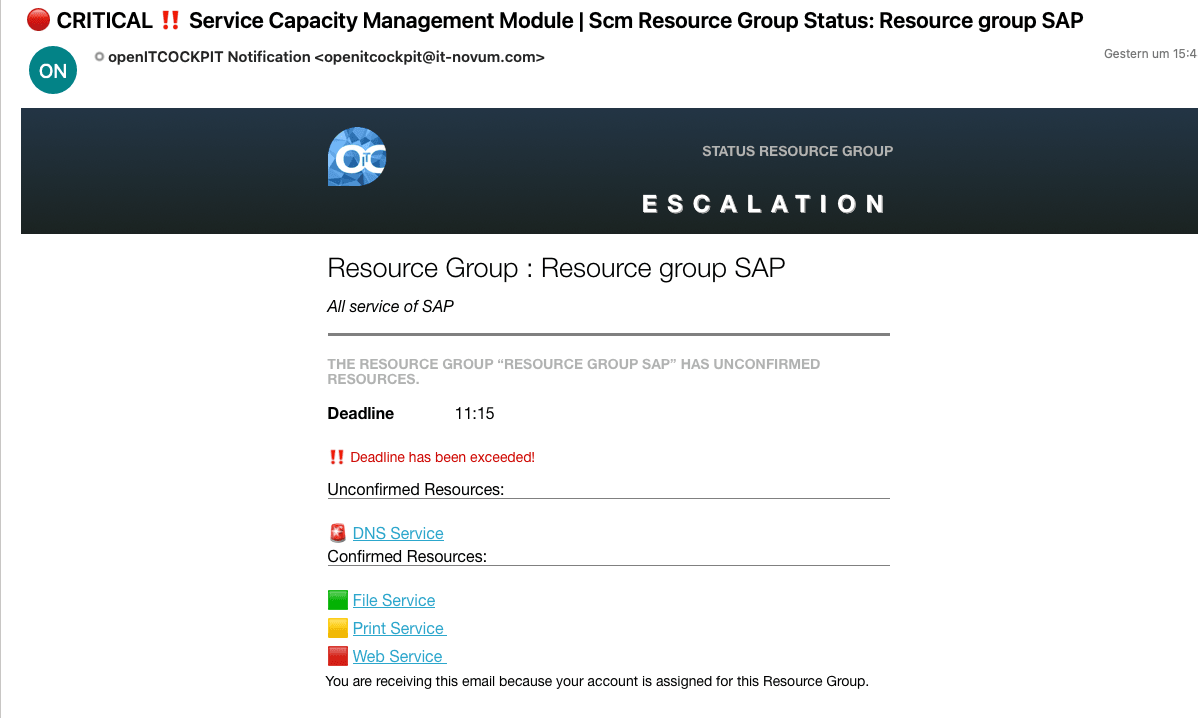 🔴 CRITICAL ‼️ Service Capacity Management Module | Scm Resource Group Status: Resource group SAP
openITCOCKPIT Notification <openitcockpit@it-novum.com>
Gestern um 15:4
ON
STATUS RESOURCE GROUP
ESCALATION
Resource Group : Resource group SAP
All service of SAP
THE RESOURCE GROUP “RESOURCE GROUP SAP” HAS UNCONFIRMED
RESOURCES.
Deadline 11:15
‼️ Deadline has been exceeded!
Unconfirmed Resources:
🚨 DNS Service
Confirmed Resources:
🟩 File Service
🟨 Print Service
🟥 Web Service
You are receiving this email because your account is assigned for this Resource Group.